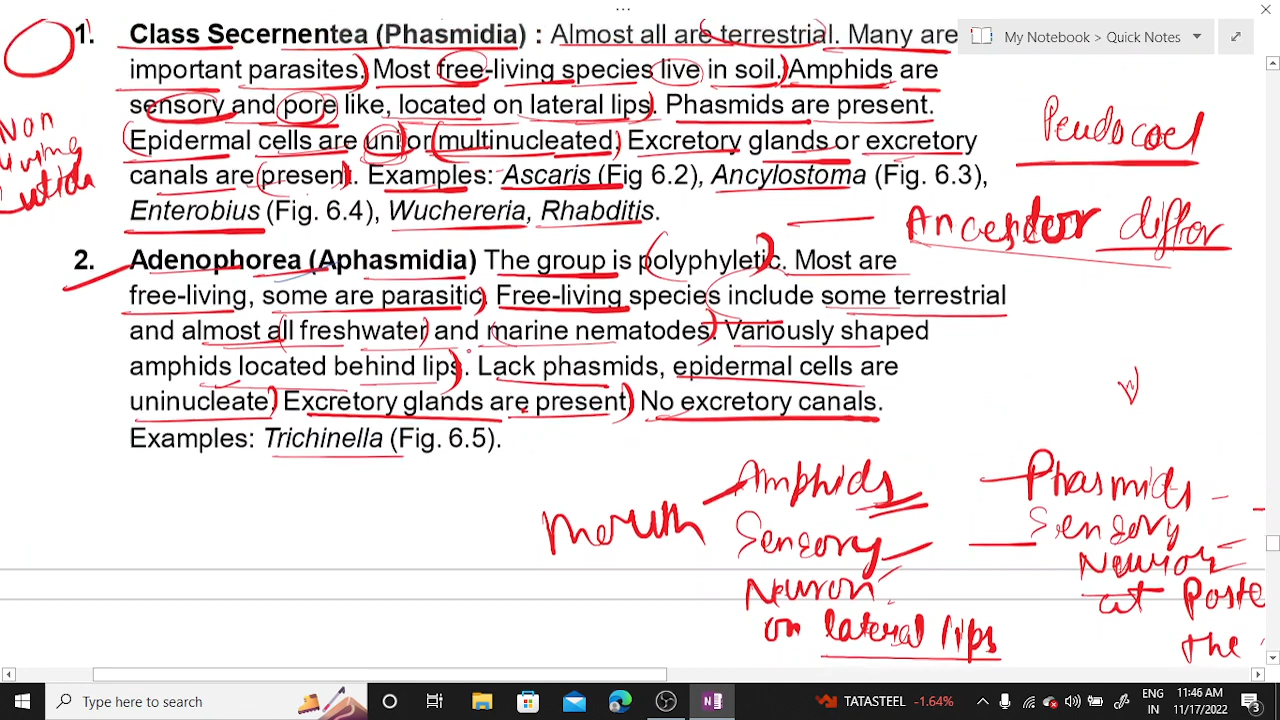 My Notebook > Quick Notes
1. Class Secernentea (Phasmidia) : Almost all are terrestrial. Many are
important parasites. Most free-living species live in soil. Amphids are
sensory and pore like, located on lateral lips. Phasmids are present.
Epidermal cells are uni or multinucleated. Excretory glands or excretory
canals are present. Examples: Ascaris (Fig 6.2), Ancylostoma (Fig. 6.3),
Enterobius (Fig. 6.4), Wuchereria, Rhabditis.
Non
Peudocoel
Ancestor differ
2. Adenophorea (Aphasmidia) The group is polyphyletic. Most are
free-living, some are parasitic. Free-living species include some terrestrial
and almost all freshwater and marine nematodes. Variously shaped
amphids located behind lips. Lack phasmids, epidermal cells are
uninucleate. Excretory glands are present. No excretory canals.
Examples: Trichinella (Fig. 6.5).
Mouth
Amphids
Sensory
Neuron
on lateral lips
Phasmids
Sensory
Neuron
at Poste
the
Type here to search
TATASTEEL -1.64%
ENG
IN
11:46 AM
11/17/2022
3